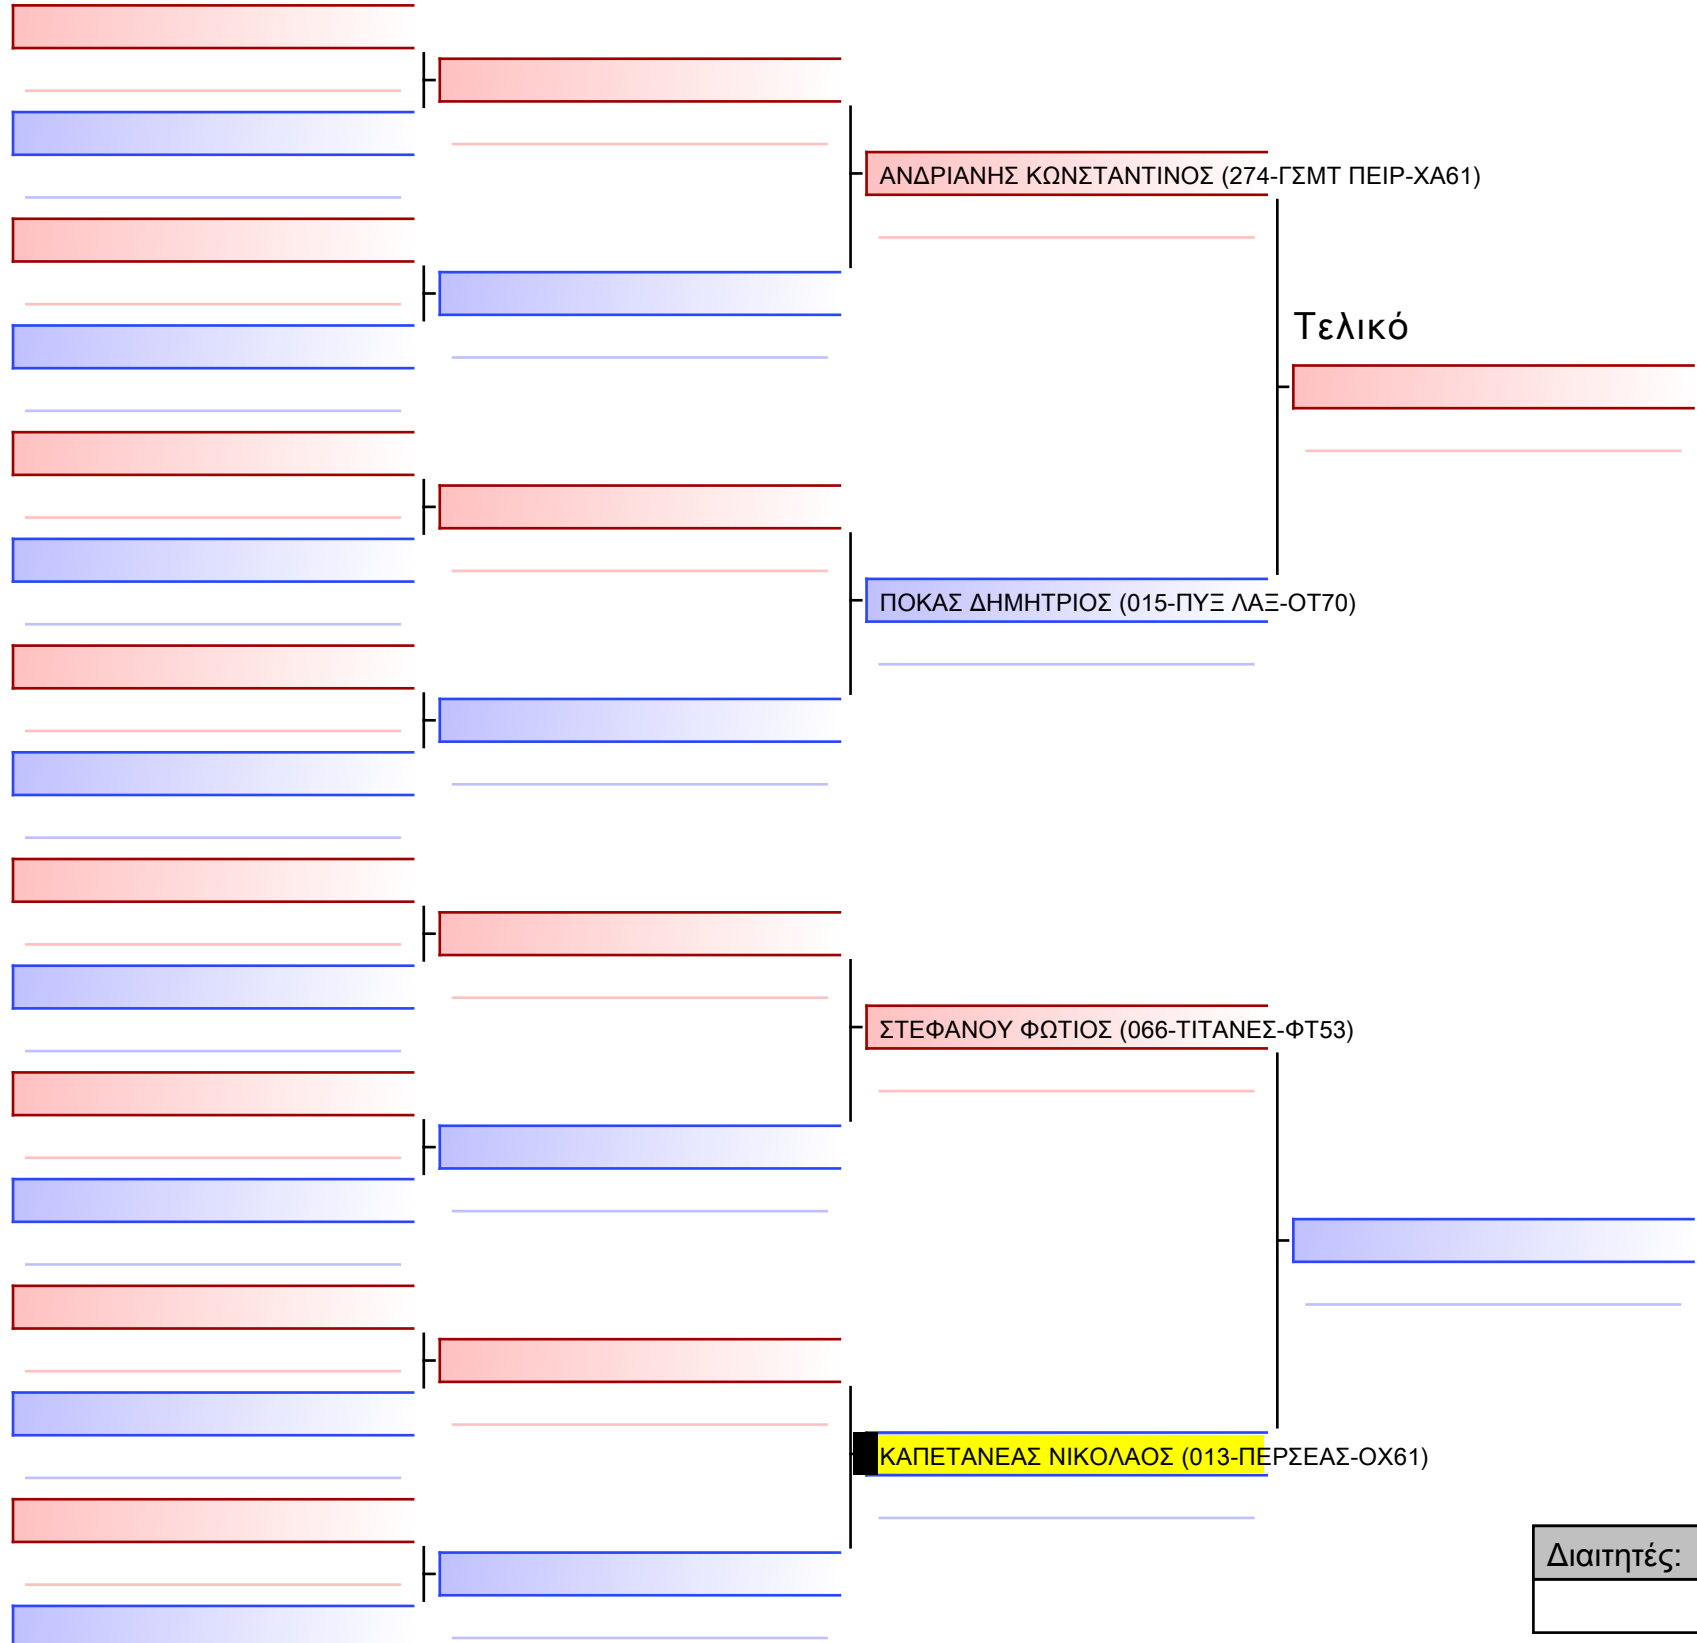 ΑΝΔΡΙΑΝΗΣ ΚΩΝΣΤΑΝΤΙΝΟΣ (274-ΓΣΜΤ ΠΕΙΡ-ΧΑ61)
Τελικό
ΠΟΚΑΣ ΔΗΜΗΤΡΙΟΣ (015-ΠΥΞ ΛΑΞ-ΟΤ70)
ΣΤΕΦΑΝΟΥ ΦΩΤΙΟΣ (066-ΤΙΤΑΝΕΣ-ΦΤ53)
ΚΑΠΕΤΑΝΕΑΣ ΝΙΚΟΛΑΟΣ (013-ΠΕΡΣΕΑΣ-ΟΧ61)
Διαιτητές: